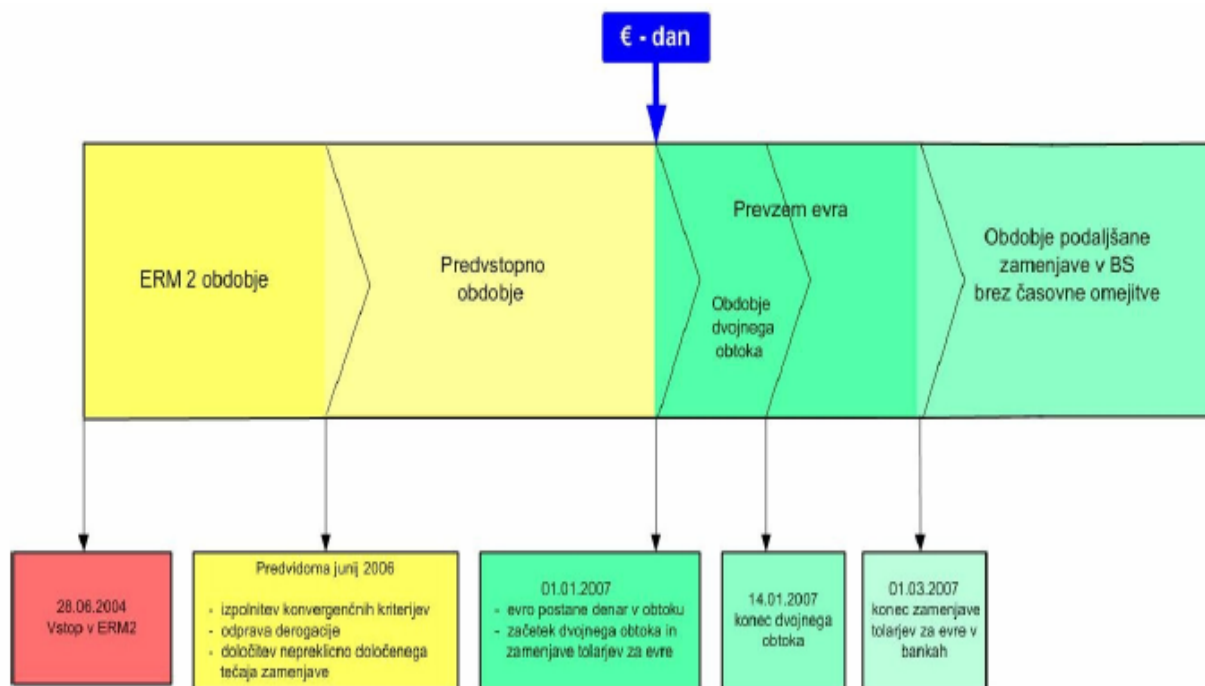 € - dan
ERM 2 obdobje
Predvstopno
obdobje
Prevzem evra
Obdobje
dvojnega
obtoka
Obdobje podaljšane
zamenjave v BS
brez časovne omejitve
28.06.2004
Vstop v ERM2
Predvidoma junij 2006
- izpolnitev konvergenčnih kriterijev
- odprava derogacije
- določitev nepreklicno določenega
tečaja zamenjave
01.01.2007
- evro postane denar v obtoku
- začetek dvojnega obtoka in
zamenjave tolarjev za evre
14.01.2007
konec dvojnega
obtoka
01.03.2007
konec zamenjave
tolarjev za evre v
bankah